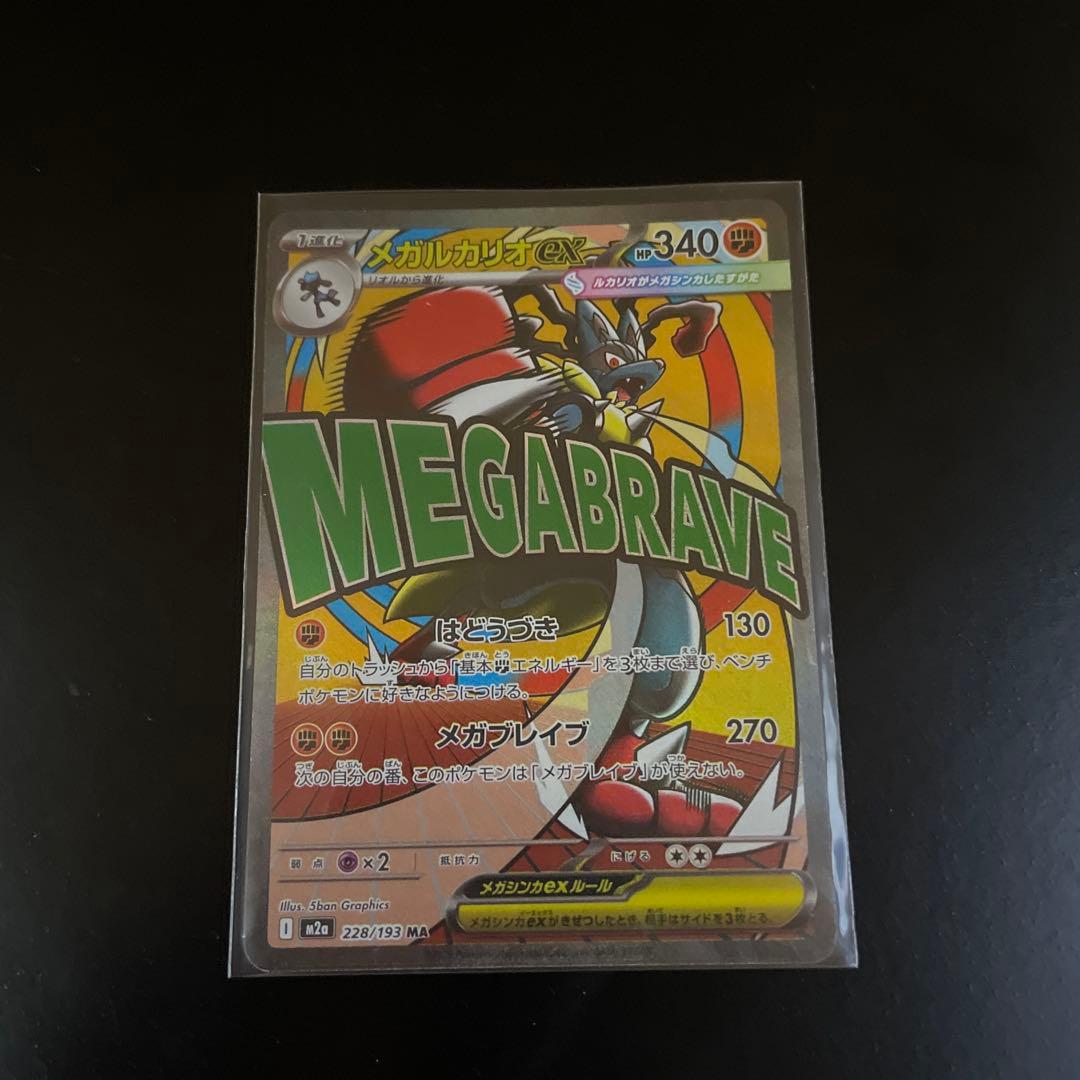 1進化
メガルカリオex
HP340
リオルから進化
ルカリオがメガシンカしたすがた
MEGABRAVE
はどうづき 130
自分のトラッシュから「基本エネルギー」を3枚まで選び、ベンチ
ポケモンに好きなようにつける。
メガブレイブ 270
次の自分の番、このポケモンは「メガブレイブ」が使えない。
弱点 ×2 抵抗力 にげる
メガシンカexルール
メガシンカexがきぜつしたとき、相手はサイドを3枚とる。
Illus. 5ban Graphics
I m2a 228/193 MA